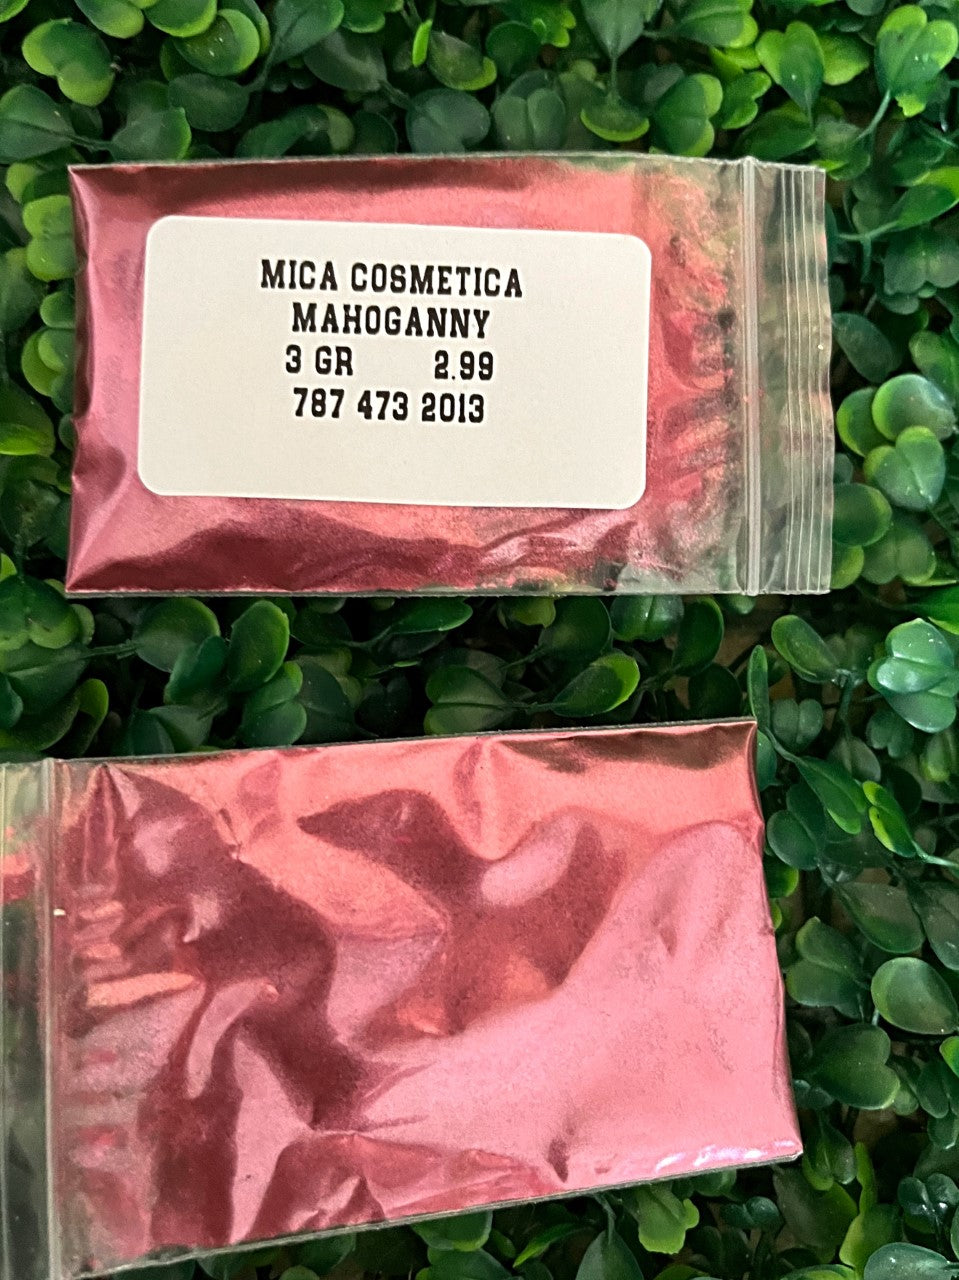 MICA COSMETICA
MAHOGANNY
3 GR 2.99
787 473 2013